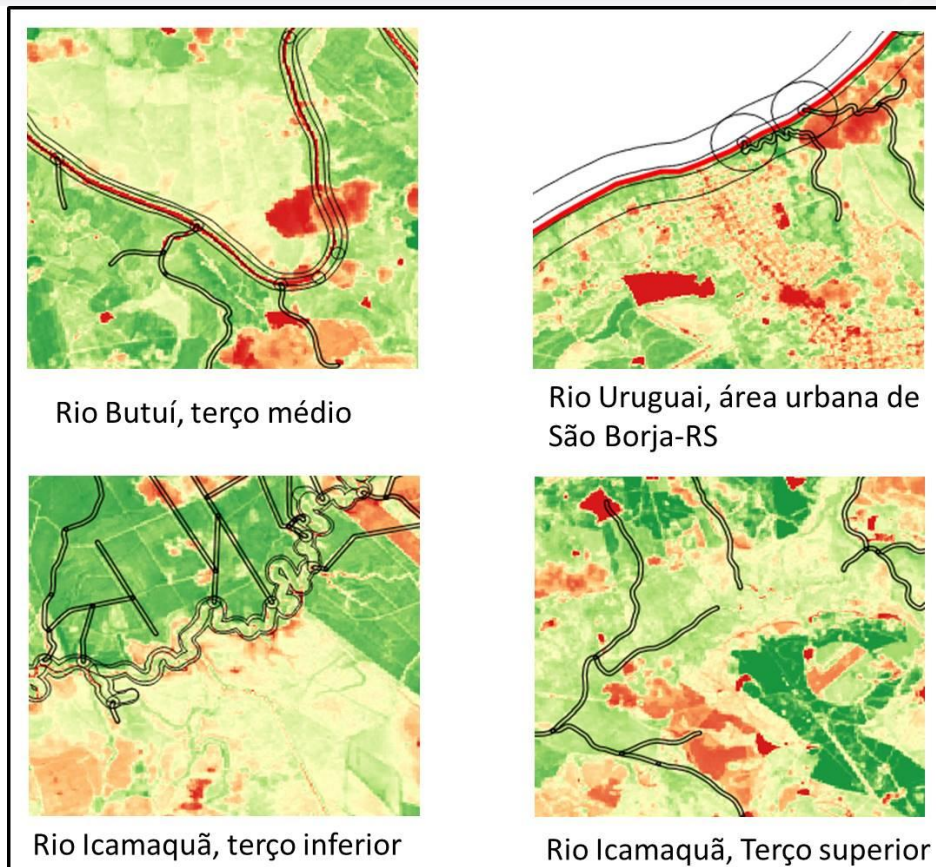 Rio Butuí, terço médio
Rio Uruguai, área urbana de
São Borja-RS
Rio Icamaquã, terço inferior
Rio Icamaquã, Terço superior